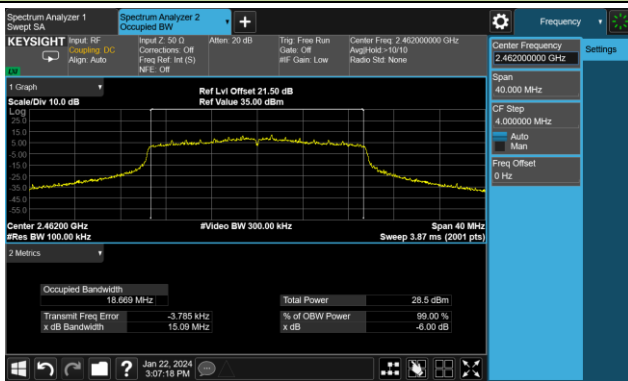 Spectrum Analyzer 1
Swept SA
Spectrum Analyzer 2
Occupied BW
Frequency
KEYSIGHT
Input: RF
Coupling: DC
Align: Auto
Input Z: 50 Ω
Corrections: Off
Freq Ref: Int (S)
NFE: Off
Atten: 20 dB
Trig: Free Run
Gate: Off
#IF Gain: Low
Center Freq: 2.462000000 GHz
Avg|Hold:>10/10
Radio Std: None
Center Frequency
2.462000000 GHz
Settings
Span
40.000 MHz
CF Step
4.000000 MHz
Auto
Man
Freq Offset
0 Hz
1 Graph
Scale/Div 10.0 dB
Ref Lvl Offset 21.50 dB
Ref Value 35.00 dBm
Log
25.0
15.0
5.00
-5.00
-15.0
-25.0
-35.0
-45.0
-55.0
Center 2.46200 GHz
#Res BW 100.00 kHz
#Video BW 300.00 kHz
Span 40 MHz
Sweep 3.87 ms (2001 pts)
2 Metrics
Occupied Bandwidth
18.669 MHz
Total Power 28.5 dBm
Transmit Freq Error -3.785 kHz
% of OBW Power 99.00 %
x dB Bandwidth 15.09 MHz
x dB -6.00 dB
Jan 22, 2024
3:07:18 PM